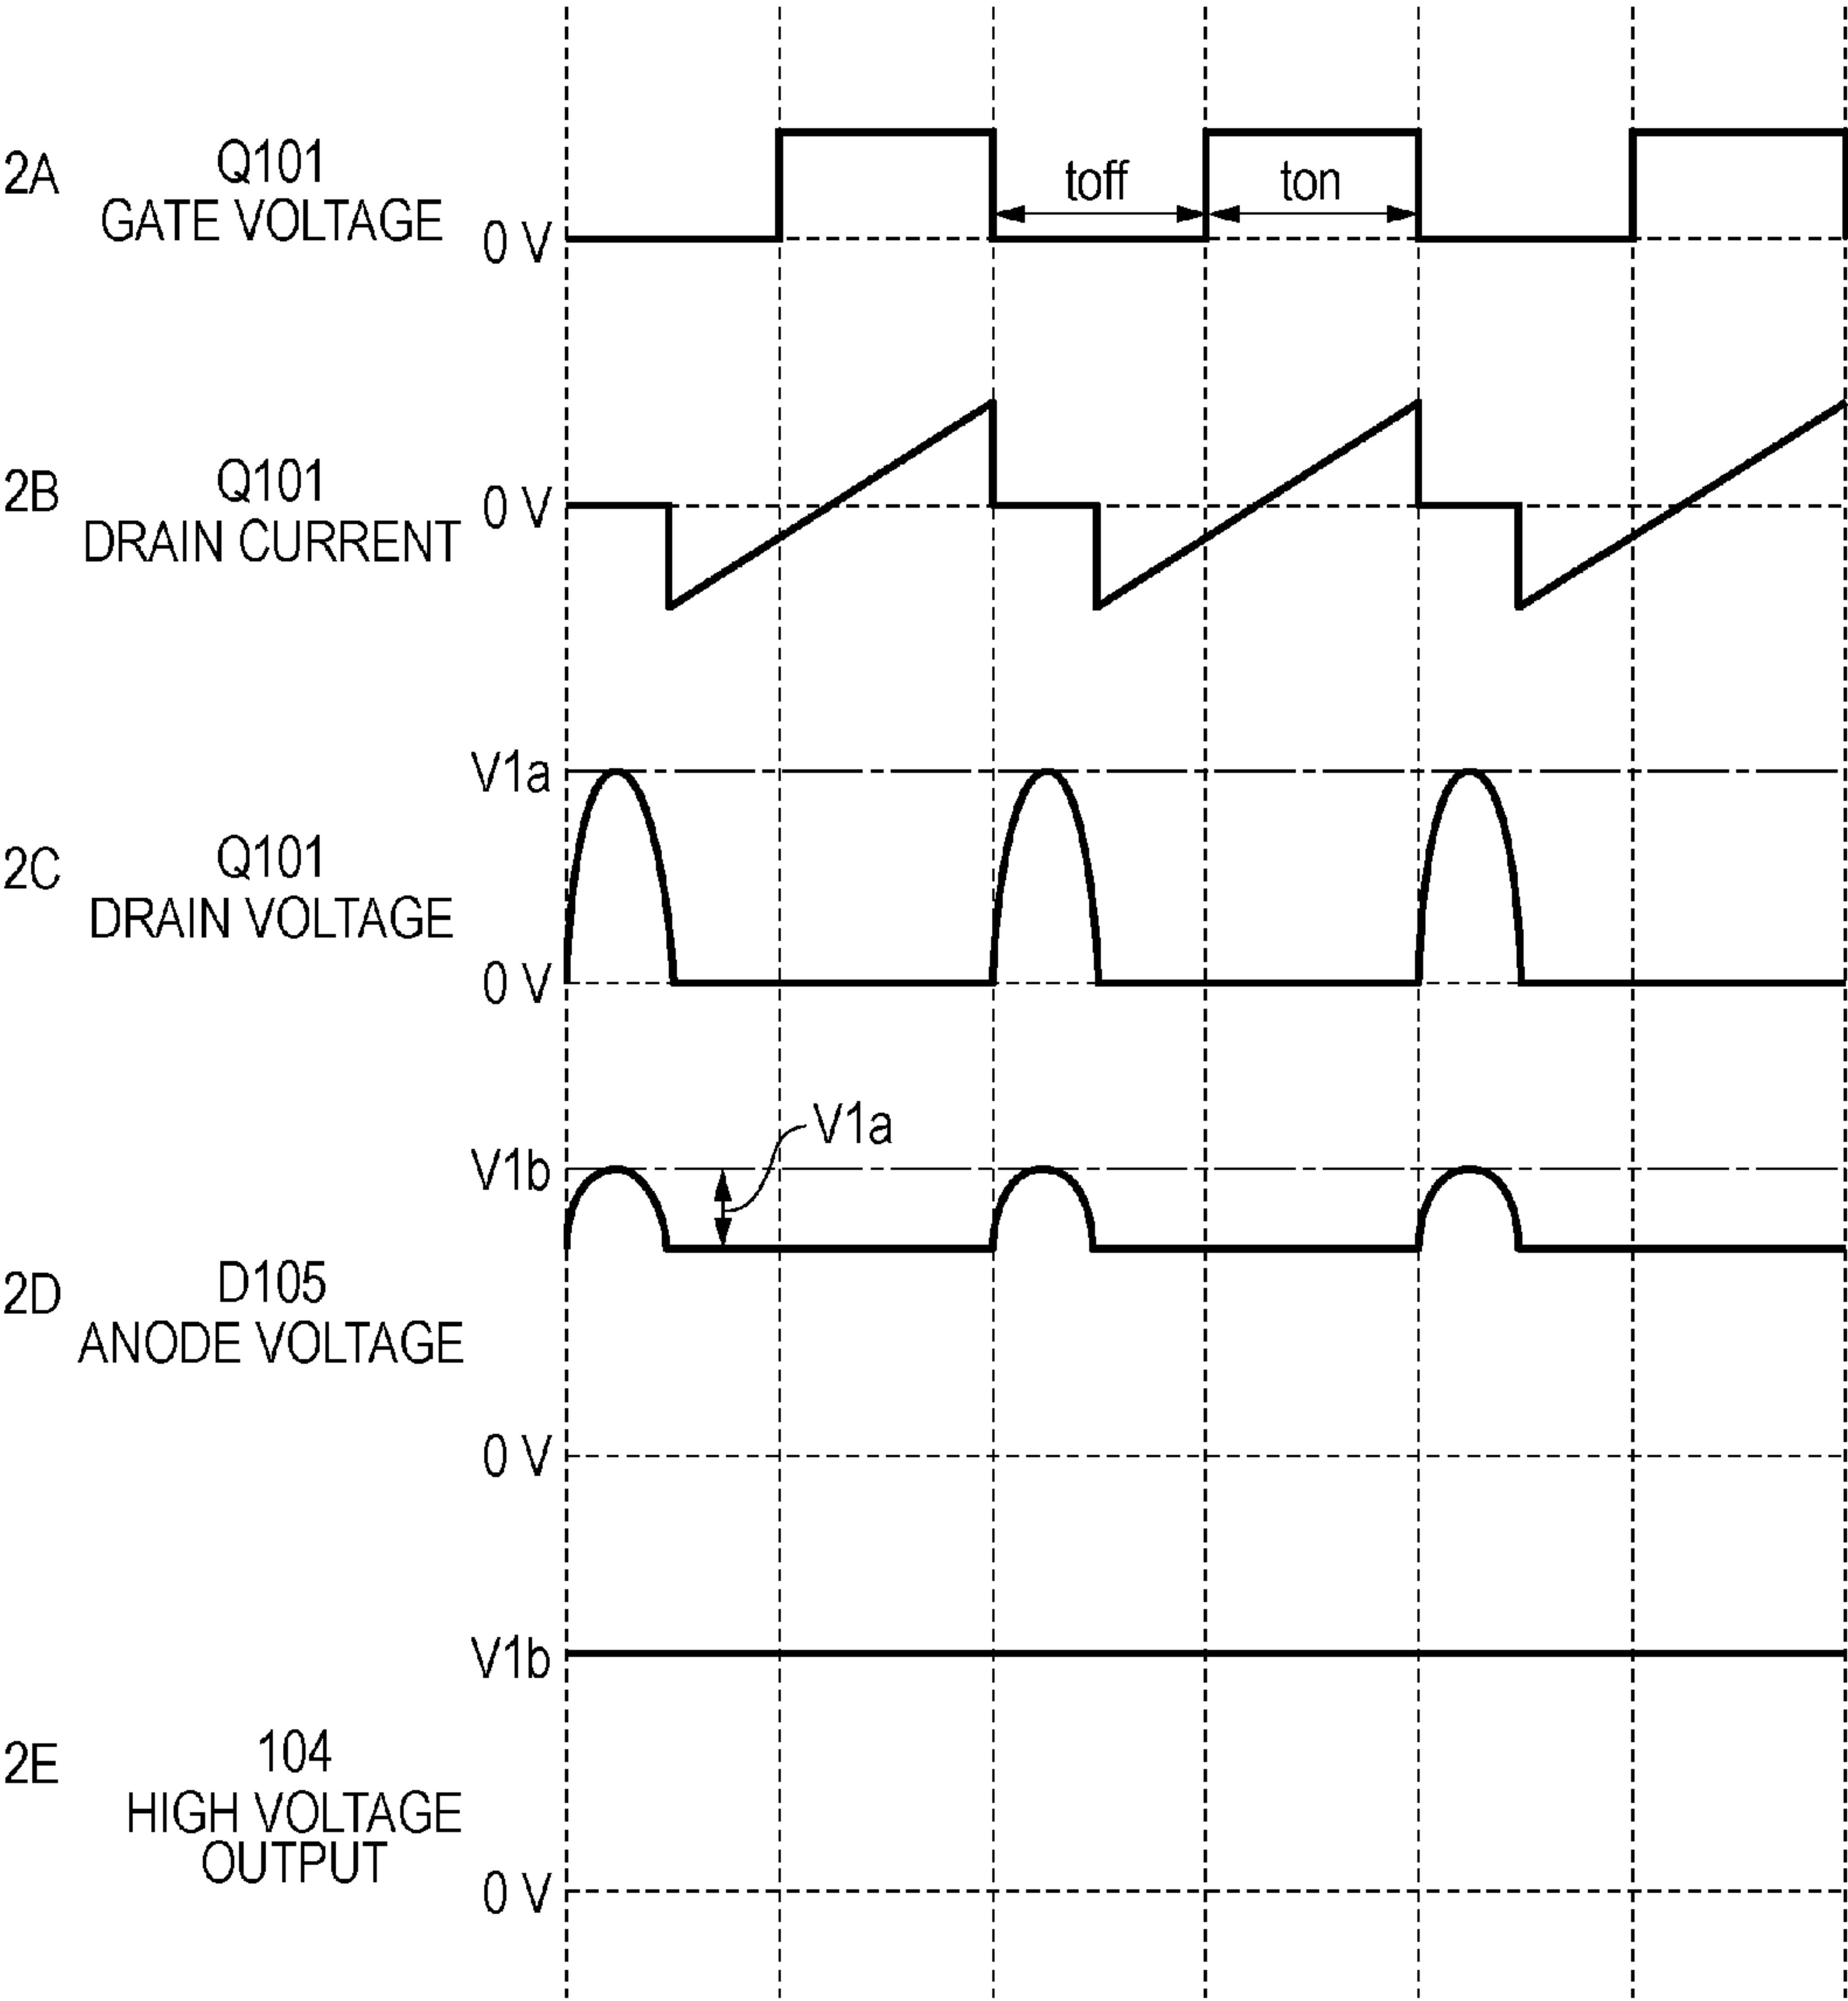 2A
Q101
GATE VOLTAGE
0 V
toff
ton
2B
Q101
DRAIN CURRENT
0 V
V1a
2C
Q101
DRAIN VOLTAGE
0 V
V1a
V1b
2D
D105
ANODE VOLTAGE
0 V
V1b
2E
104
HIGH VOLTAGE
OUTPUT
0 V